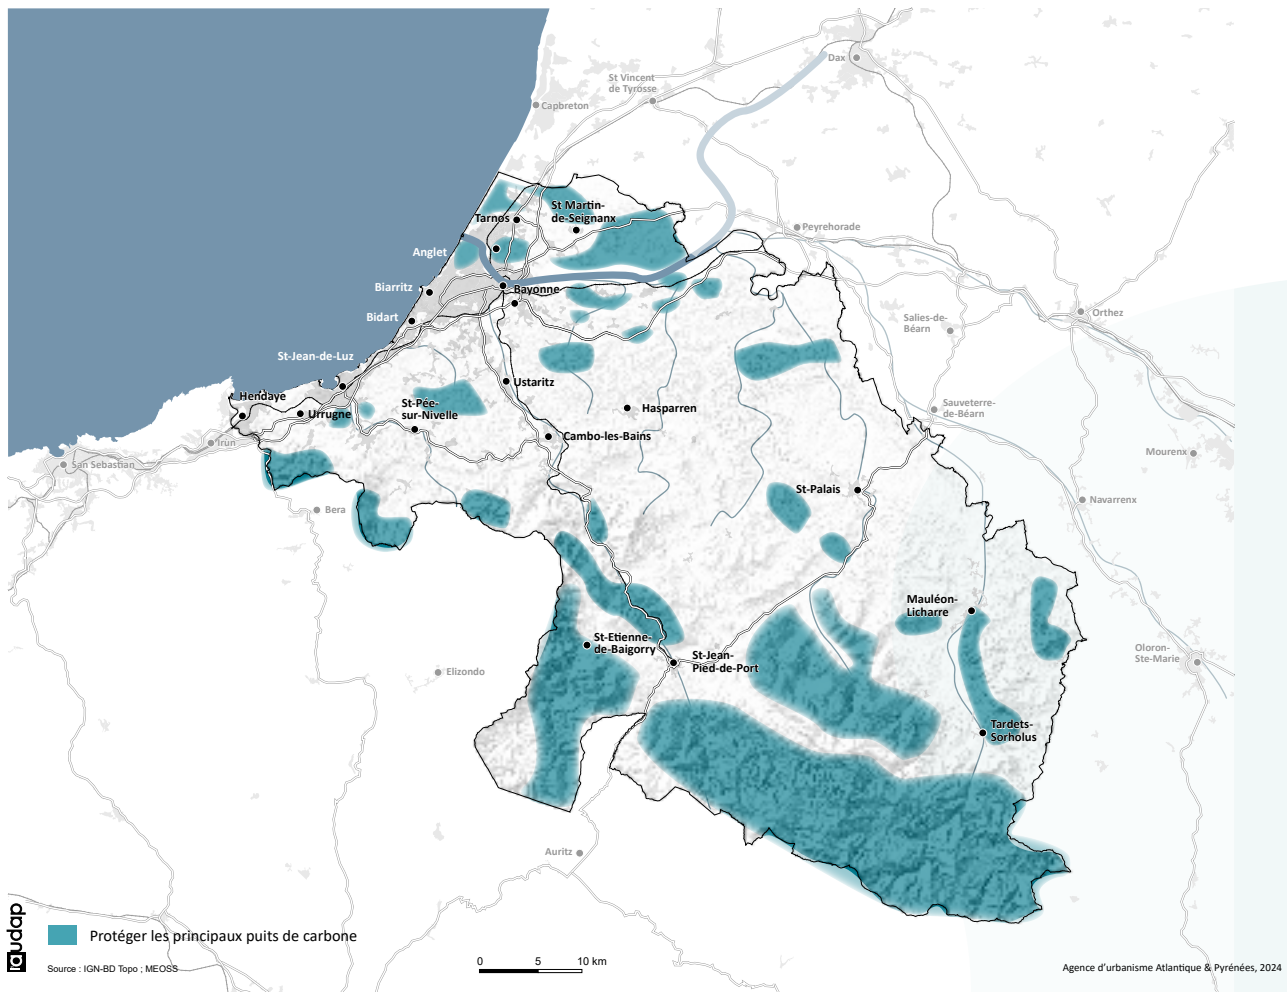 Dax
St Vincent
de Tyrosse
Capbreton
St Martin-
de-Seignanx
Tarnos
Peyrehorade
Anglet
Biarritz
Bayonne
Bidart
Orthez
Salies-de-
Béarn
St-Jean-de-Luz
Ustaritz
Hendaye
St-Pée-
sur-Nivelle
Hasparren
Sauveterre-
de-Béarn
Urrugne
Irun
Cambo-les-Bains
Mourenx
San Sebastian
St-Palais
Navarrenx
Bera
Mauléon-
Licharre
St-Etienne-
de-Baigorry
St-Jean-
Pied-de-Port
Oloron-
Ste-Marie
Elizondo
Tardets-
Sorholus
Auritz
audap
Protéger les principaux puits de carbone
Source : IGN-BD Topo ; MEOSS
0 5 10 km
Agence d'urbanisme Atlantique & Pyrénées, 2024